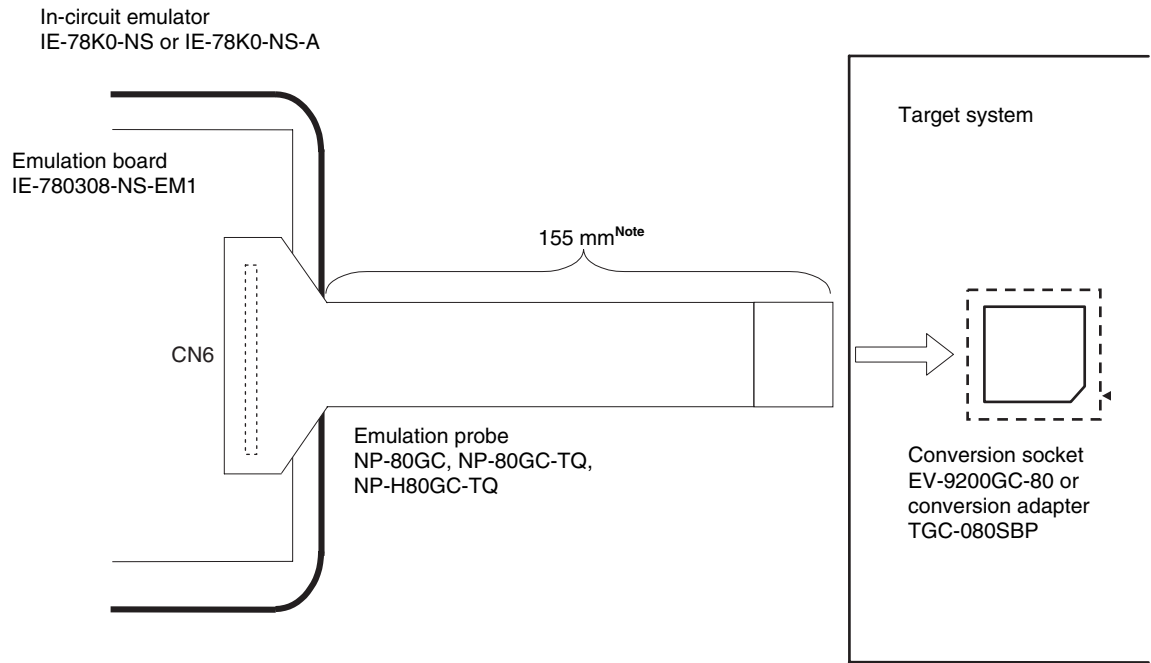 In-circuit emulator
IE-78K0-NS or IE-78K0-NS-A
Target system
Emulation board
IE-780308-NS-EM1
155 mmNote
CN6
Emulation probe
NP-80GC, NP-80GC-TQ,
NP-H80GC-TQ
Conversion socket
EV-9200GC-80 or
conversion adapter
TGC-080SBP